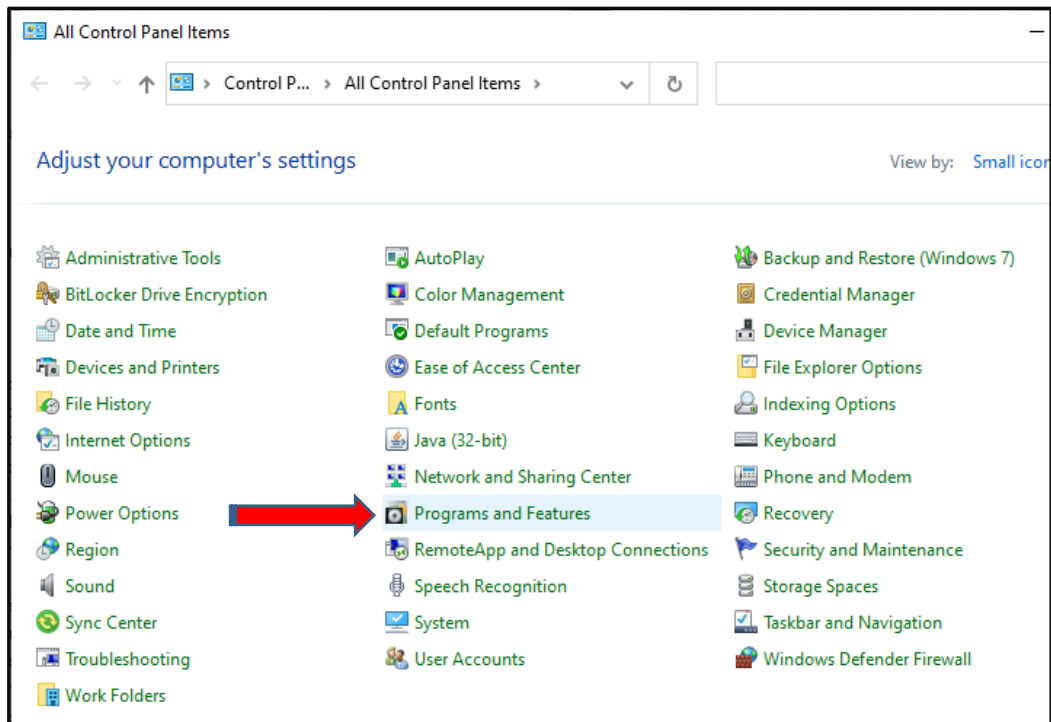 All Control Panel Items
Control P... > All Control Panel Items >
Adjust your computer's settings
View by: Small icor
Administrative Tools
AutoPlay
Backup and Restore (Windows 7)
BitLocker Drive Encryption
Color Management
Credential Manager
Date and Time
Default Programs
Device Manager
Devices and Printers
Ease of Access Center
File Explorer Options
File History
Fonts
Indexing Options
Internet Options
Java (32-bit)
Keyboard
Mouse
Network and Sharing Center
Phone and Modem
Power Options
Programs and Features
Recovery
Region
RemoteApp and Desktop Connections
Security and Maintenance
Sound
Speech Recognition
Storage Spaces
Sync Center
System
Taskbar and Navigation
Troubleshooting
User Accounts
Windows Defender Firewall
Work Folders